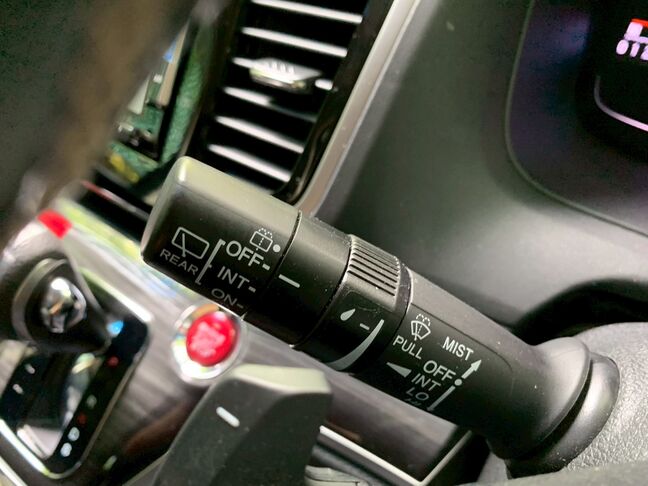 OFF
REAR
INT
ON
MIST
PULL
OFF
INT
LO